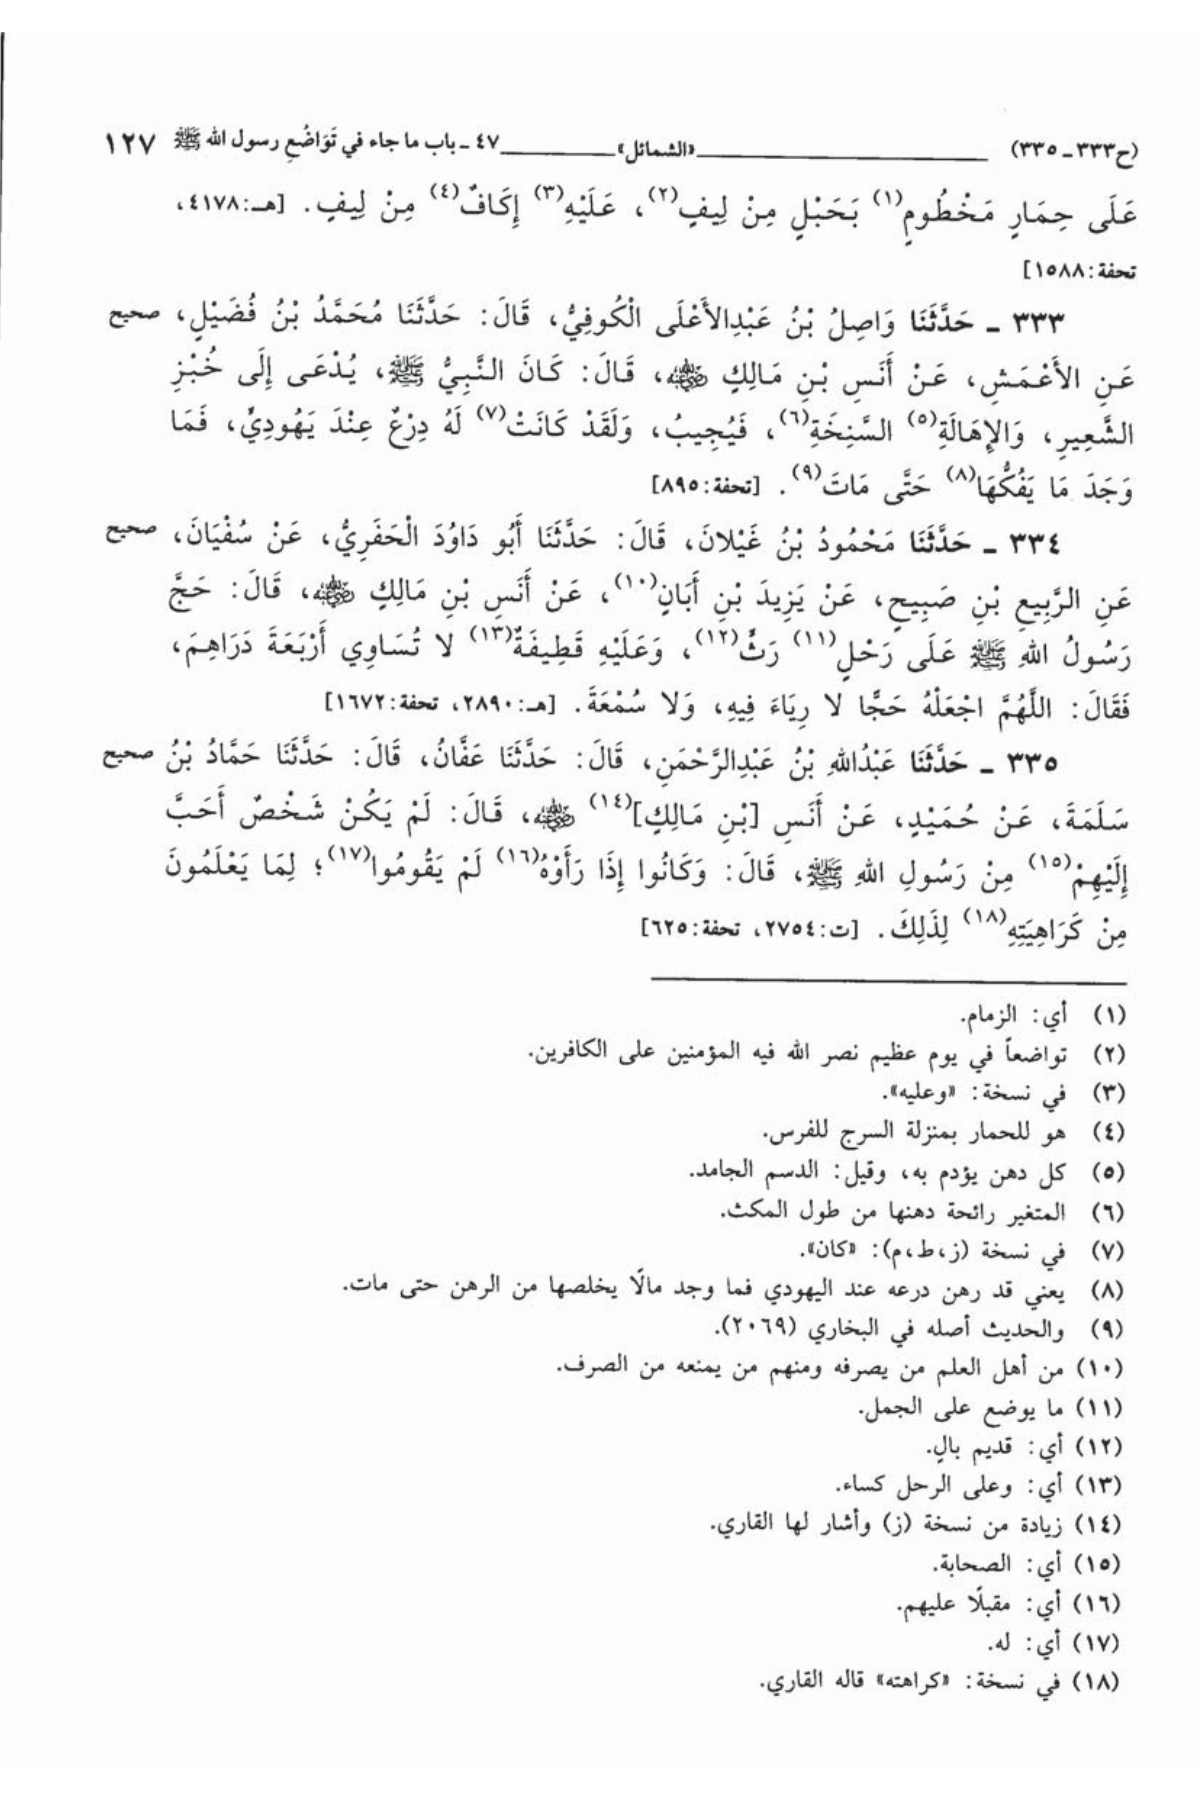 (ح٣٣٣ـ٣٣٥) «الشمائل» ٤٧ ـ باب ما جاء في تَوَاضُعِ رسول الله ﷺ ١٢٧
عَلَى حِمَارٍ مَخْطُومٍ(١) بَحَبْلٍ مِنْ لِيفٍ(٢)، عَلَيْهِ(٣) إِكَافٌ(٤) مِنْ لِيفٍ. [هـ:٤١٧٨،
تحفة:١٥٨٨]
٣٣٣ ـ حَدَّثَنَا وَاصِلُ بْنُ عَبْدِالأَعْلَى الْكُوفِيُّ، قَالَ: حَدَّثَنَا مُحَمَّدُ بْنُ فُضَيْلٍ، صحيح
عَنِ الأَعْمَشِ، عَنْ أَنَسِ بْنِ مَالِكٍ رضي الله عنه، قَالَ: كَانَ النَّبِيُّ ﷺ، يُدْعَى إِلَى خُبْزِ
الشَّعِيرِ، وَالإِهَالَةِ(٥) السَّنِخَةِ(٦)، فَيُجِيبُ، وَلَقَدْ كَانَتْ(٧) لَهُ دِرْعٌ عِنْدَ يَهُودِيٍّ، فَمَا
وَجَدَ مَا يَفُكُّهَا(٨) حَتَّى مَاتَ(٩). [تحفة:٨٩٥]
٣٣٤ ـ حَدَّثَنَا مَحْمُودُ بْنُ غَيْلانَ، قَالَ: حَدَّثَنَا أَبُو دَاوُدَ الْحَفَرِيُّ، عَنْ سُفْيَانَ، صحيح
عَنِ الرَّبِيعِ بْنِ صَبِيحٍ، عَنْ يَزِيدَ بْنِ أَبَانٍ(١٠)، عَنْ أَنَسِ بْنِ مَالِكٍ رضي الله عنه، قَالَ: حَجَّ
رَسُولُ اللهِ ﷺ عَلَى رَحْلٍ(١١) رَثٍّ(١٢)، وَعَلَيْهِ قَطِيفَةٌ(١٣) لا تُسَاوِي أَرْبَعَةَ دَرَاهِمَ،
فَقَالَ: اللَّهُمَّ اجْعَلْهُ حَجًّا لا رِيَاءَ فِيهِ، وَلا سُمْعَةَ. [هـ:٢٨٩٠، تحفة:١٦٧٢]
٣٣٥ ـ حَدَّثَنَا عَبْدُاللهِ بْنُ عَبْدِالرَّحْمَنِ، قَالَ: حَدَّثَنَا عَفَّانُ، قَالَ: حَدَّثَنَا حَمَّادُ بْنُ صحيح
سَلَمَةَ، عَنْ حُمَيْدٍ، عَنْ أَنَسِ [بْنِ مَالِكٍ](١٤) رضي الله عنه، قَالَ: لَمْ يَكُنْ شَخْصٌ أَحَبَّ
إِلَيْهِمْ(١٥) مِنْ رَسُولِ اللهِ ﷺ، قَالَ: وَكَانُوا إِذَا رَأَوْهُ(١٦) لَمْ يَقُومُوا(١٧)؛ لِمَا يَعْلَمُونَ
مِنْ كَرَاهِيَتِهِ(١٨) لِذَلِكَ. [ت:٢٧٥٤، تحفة:٦٢٥]
(١) أي: الزمام.
(٢) تواضعاً في يوم عظيم نصر الله فيه المؤمنين على الكافرين.
(٣) في نسخة: «وعليه».
(٤) هو للحمار بمنزلة السرج للفرس.
(٥) كل دهن يؤدم به، وقيل: الدسم الجامد.
(٦) المتغير رائحة دهنها من طول المكث.
(٧) في نسخة (ز،ط،م): «كان».
(٨) يعني قد رهن درعه عند اليهودي فما وجد مالًا يخلصها من الرهن حتى مات.
(٩) والحديث أصله في البخاري (٢٠٦٩).
(١٠) من أهل العلم من يصرفه ومنهم من يمنعه من الصرف.
(١١) ما يوضع على الجمل.
(١٢) أي: قديم بالٍ.
(١٣) أي: وعلى الرحل كساء.
(١٤) زيادة من نسخة (ز) وأشار لها القاري.
(١٥) أي: الصحابة.
(١٦) أي: مقبلًا عليهم.
(١٧) أي: له.
(١٨) في نسخة: «كراهته» قاله القاري.